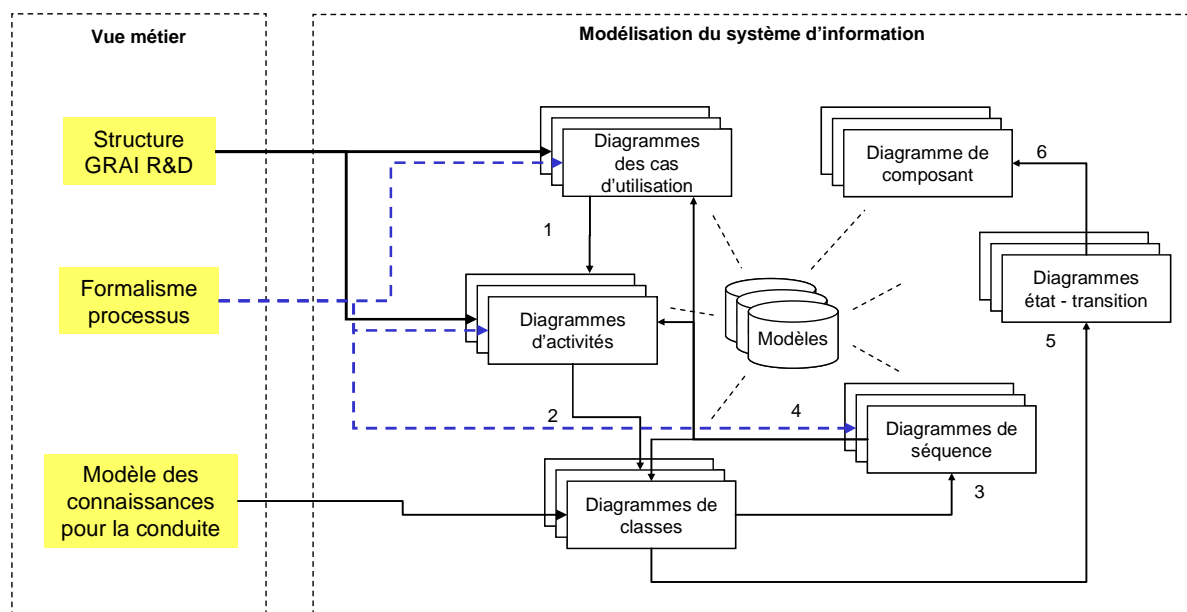 Vue métier
Modélisation du système d'information
Structure
GRAI R&D
Diagrammes
des cas
d'utilisation
Diagramme de
composant
6
1
Formalisme
processus
Diagrammes
d'activités
Modèles
Diagrammes
état - transition
5
2
4
Diagrammes de
séquence
3
Modèle des
connaissances
pour la conduite
Diagrammes de
classes